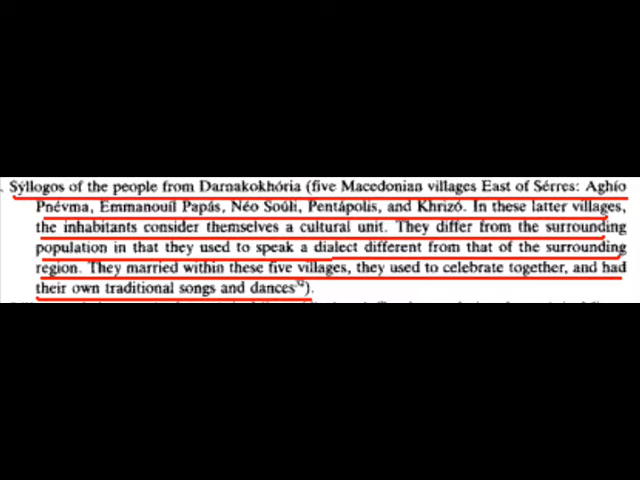 . Sýllogos of the people from Darnakokhória (five Macedonian villages East of Sérres: Aghío
Pnévma, Emmanouíl Papás, Néo Soúli, Pentápolis, and Khrizó. In these latter villages,
the inhabitants consider themselves a cultural unit. They differ from the surrounding
population in that they used to speak a dialect different from that of the surrounding
region. They married within these five villages, they used to celebrate together, and had
their own traditional songs and dances).